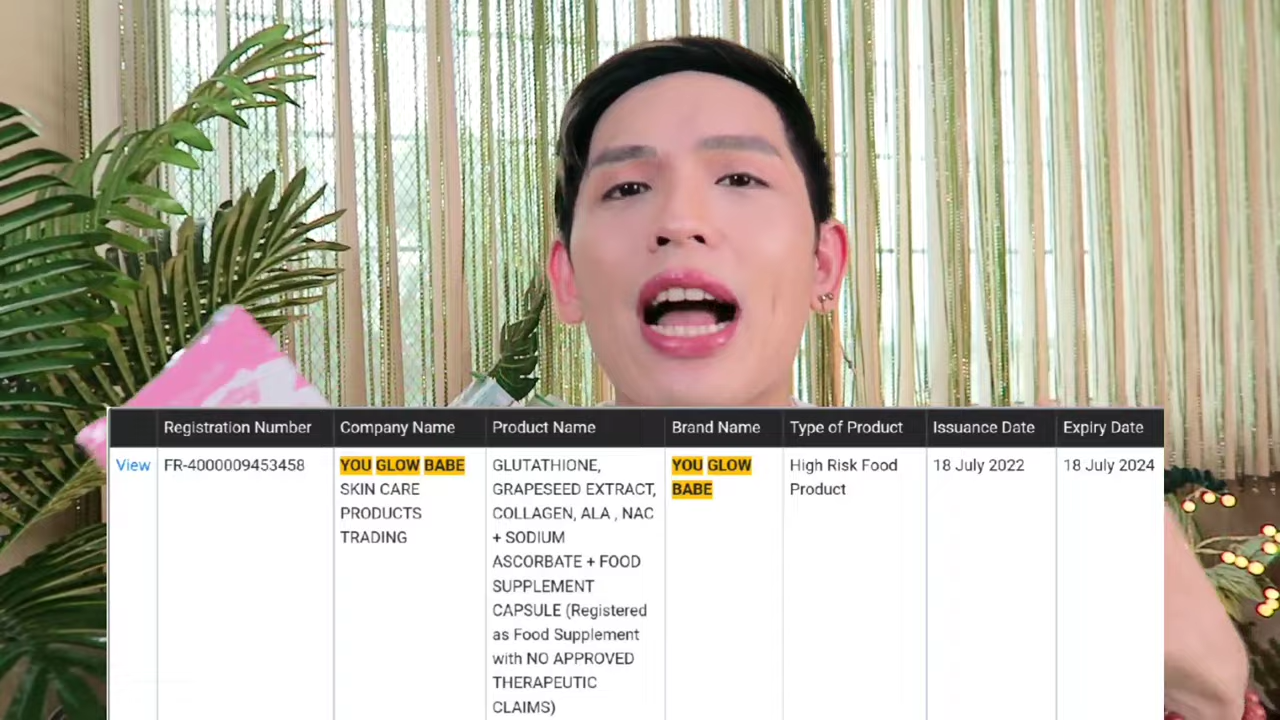 Registration Number Company Name Product Name Brand Name Type of Product Issuance Date Expiry Date
View FR-4000009453458 YOU GLOW BABE GLUTATHIONE, YOU GLOW High Risk Food 18 July 2022 18 July 2024
SKIN CARE GRAPESEED EXTRACT, BABE Product
PRODUCTS COLLAGEN, ALA , NAC
TRADING + SODIUM
ASCORBATE + FOOD
SUPPLEMENT
CAPSULE (Registered
as Food Supplement
with NO APPROVED
THERAPEUTIC
CLAIMS)